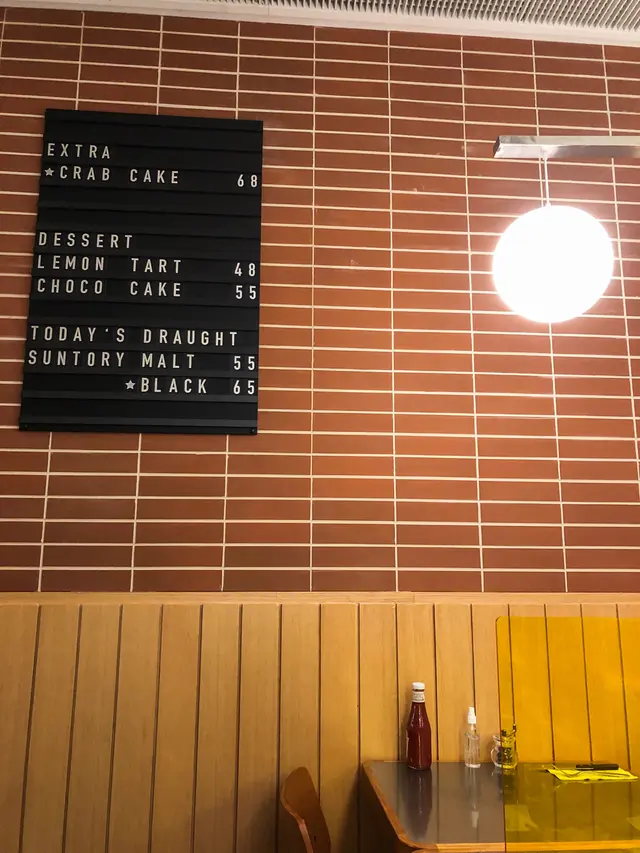 EXTRA
★CRAB CAKE 68
DESSERT
LEMON TART 48
CHOCO CAKE 55
TODAY'S DRAUGHT
SUNTORY MALT 55
★BLACK 65